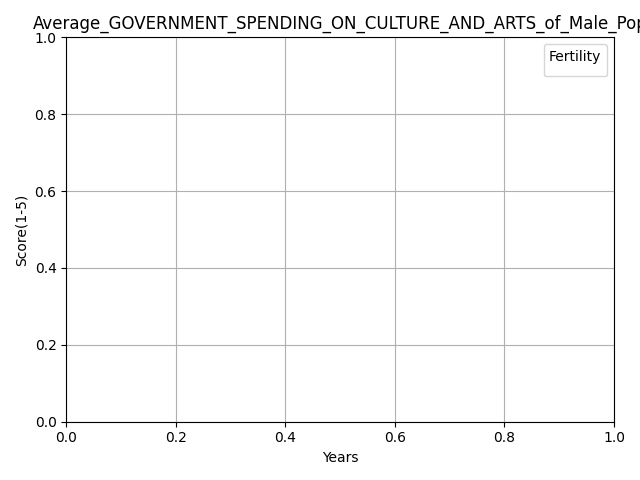 Average_GOVERNMENT_SPENDING_ON_CULTURE_AND_ARTS_of_Male_Pop
Fertility
1.0
0.8
0.6
0.4
0.2
0.0
Score(1-5)
0.0 0.2 0.4 0.6 0.8 1.0
Years